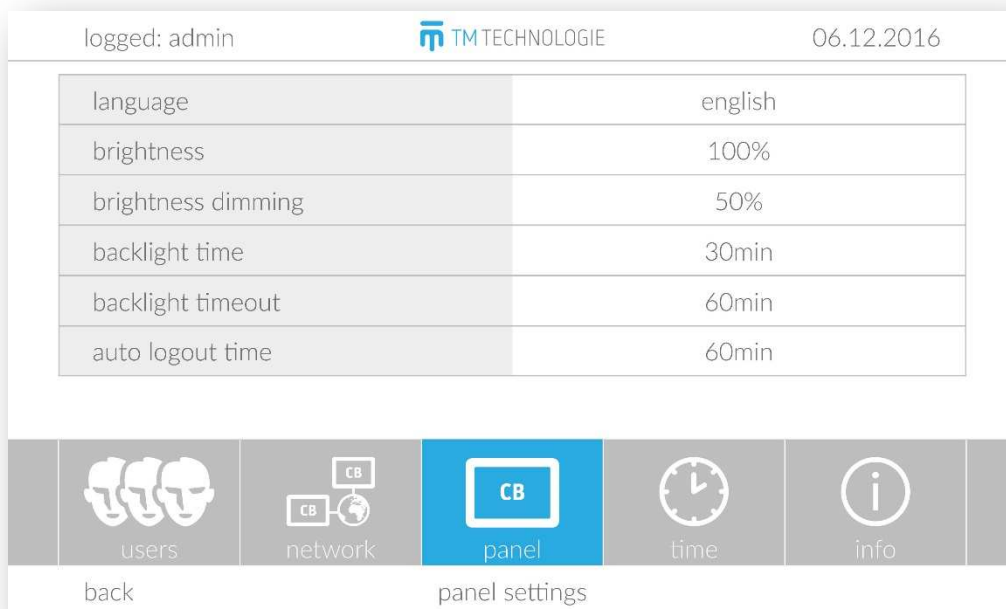 logged: admin TM TECHNOLOGIE 06.12.2016
language english
brightness 100%
brightness dimming 50%
backlight time 30min
backlight timeout 60min
auto logout time 60min
CB
CB CB
users network panel time info
back panel settings